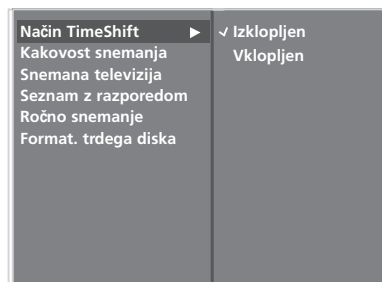 Način TimeShift
Kakovost snemanja
Snemana televizija
Seznam z razporedom
Ročno snemanje
Format. trdega diska
Izklopljen
Vklopljen